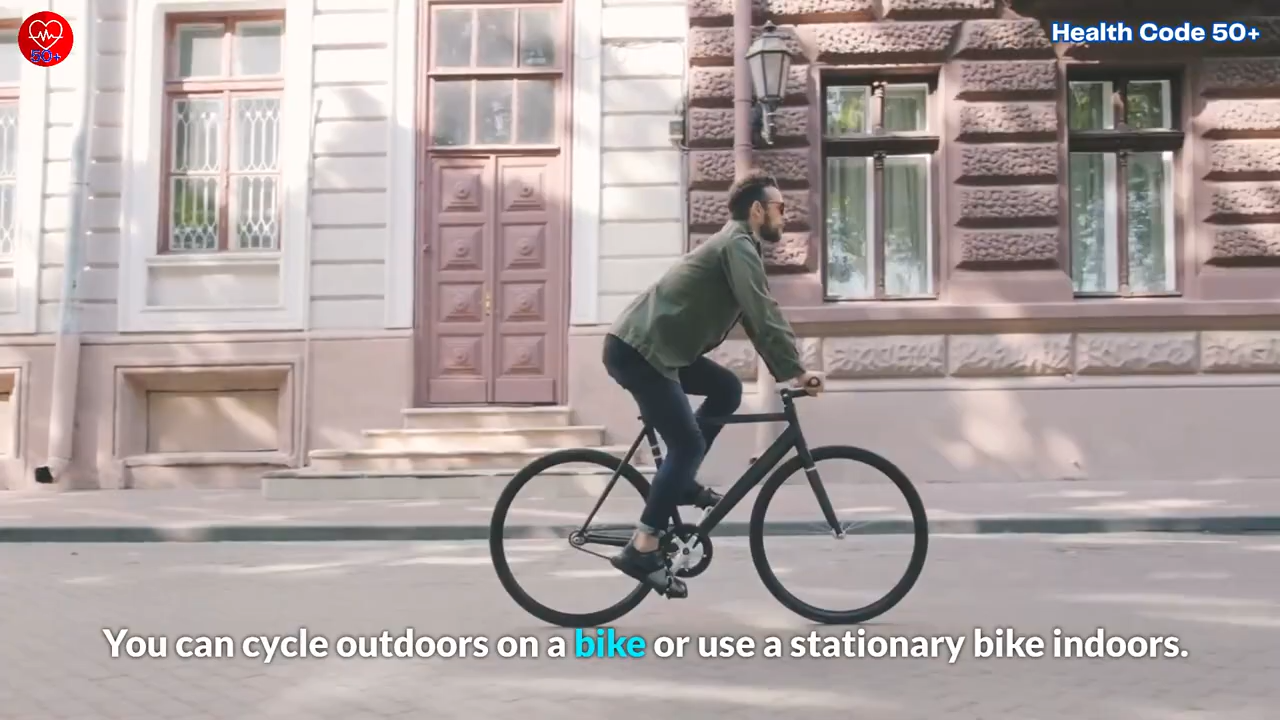 50+
Health Code 50+
You can cycle outdoors on a bike or use a stationary bike indoors.